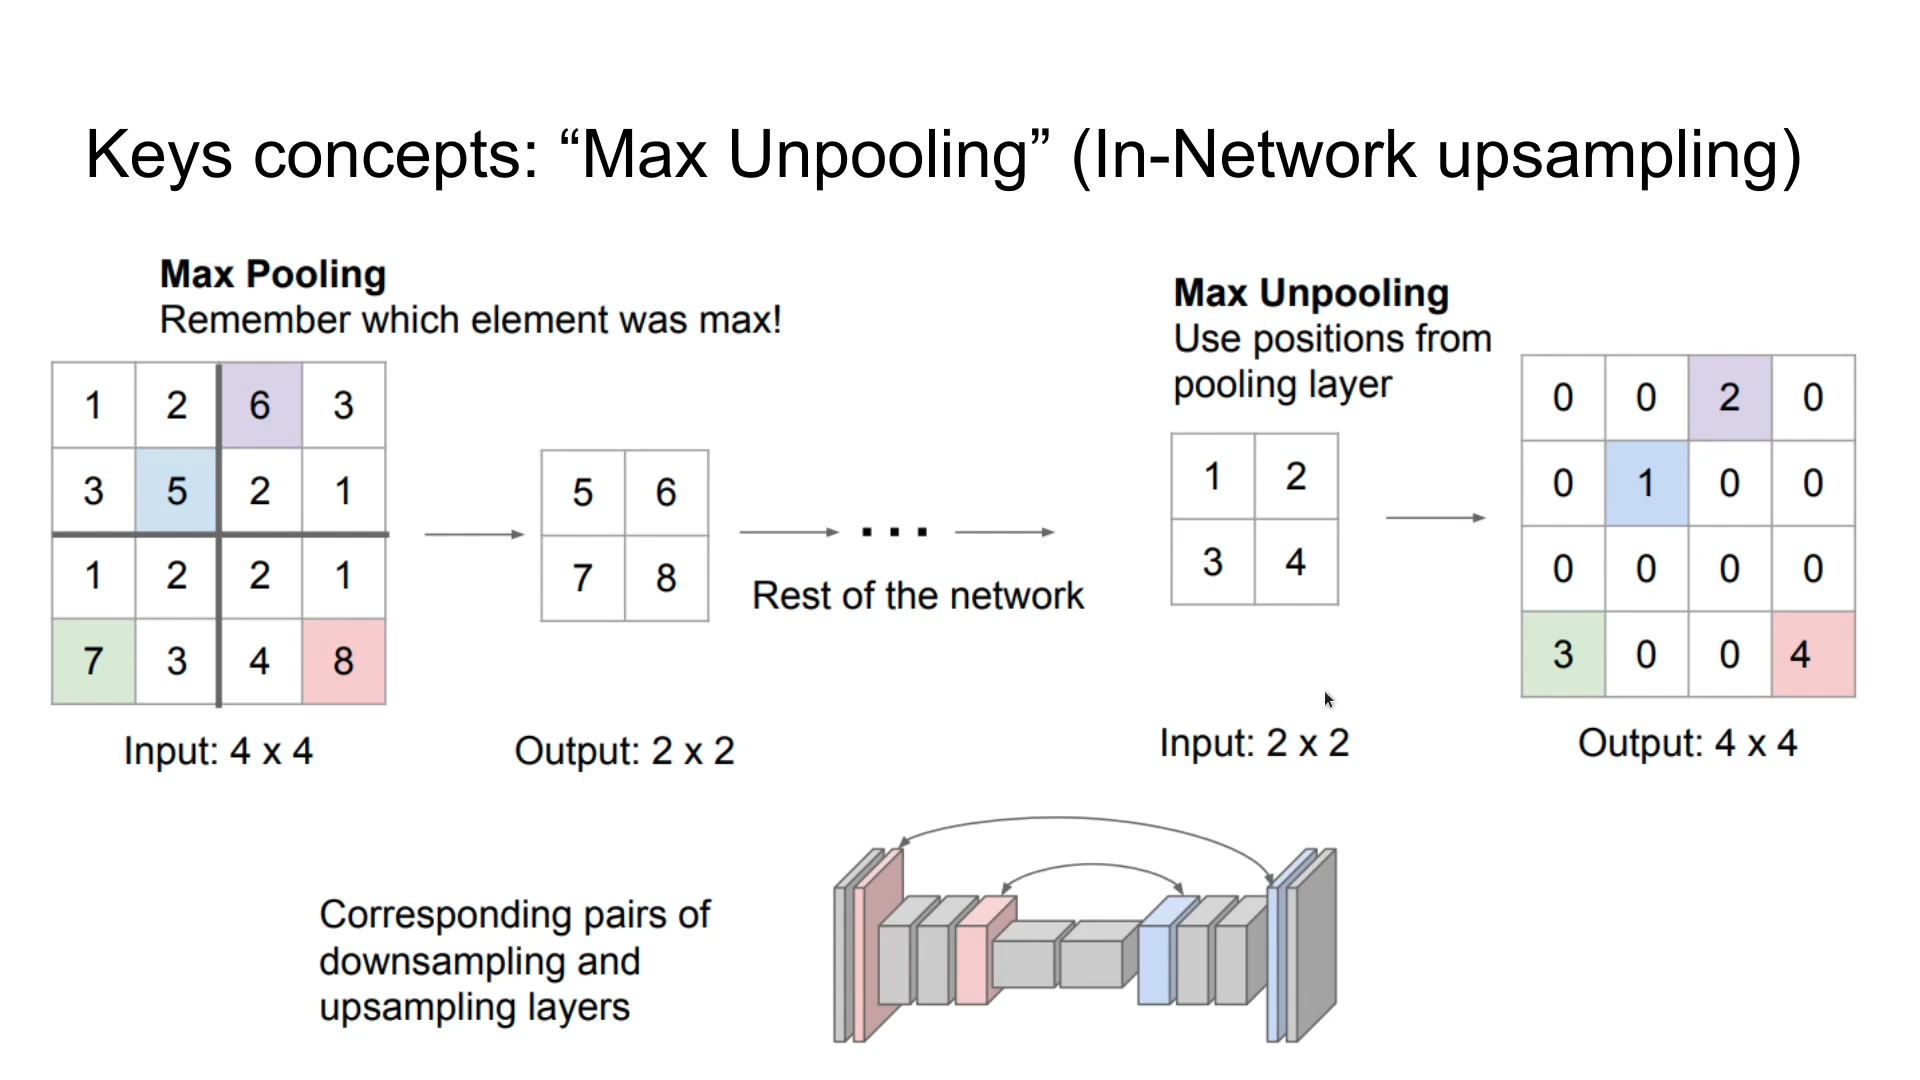 Keys concepts: “Max Unpooling” (In-Network upsampling)
Max Pooling
Remember which element was max!
1 2 6 3
3 5 2 1
1 2 2 1
7 3 4 8
Input: 4 x 4
5 6
7 8
Output: 2 x 2
...
Rest of the network
Max Unpooling
Use positions from
pooling layer
1 2
3 4
Input: 2 x 2
0 0 2 0
0 1 0 0
0 0 0 0
3 0 0 4
Output: 4 x 4
Corresponding pairs of
downsampling and
upsampling layers